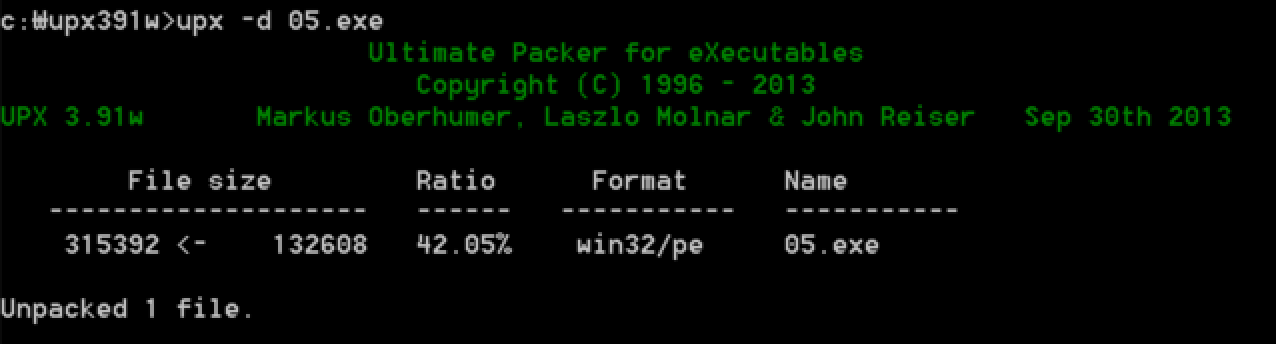 c:₩upx391w>upx -d 05.exe
Ultimate Packer for eXecutables
Copyright (C) 1996 - 2013
UPX 3.91w Markus Oberhumer, Laszlo Molnar & John Reiser Sep 30th 2013
File size Ratio Format Name
-------------------- ------ ----------- -----------
315392 <- 132608 42.05% win32/pe 05.exe
Unpacked 1 file.